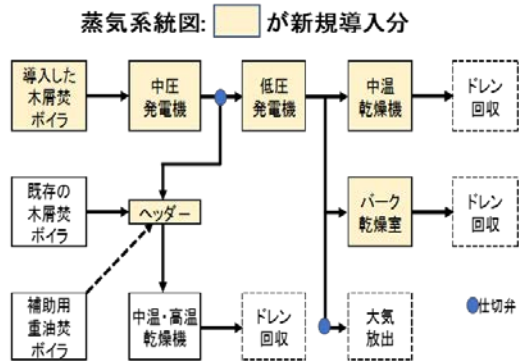 蒸気系統図: が新規導入分
導入した
木屑焚
ボイラ
中圧
発電機
低圧
発電機
中温
乾燥機
ドレン
回収
既存の
木屑焚
ボイラ
ヘッダー
バーク
乾燥室
ドレン
回収
補助用
重油焚
ボイラ
中温・高温
乾燥機
ドレン
回収
大気
放出
仕切弁